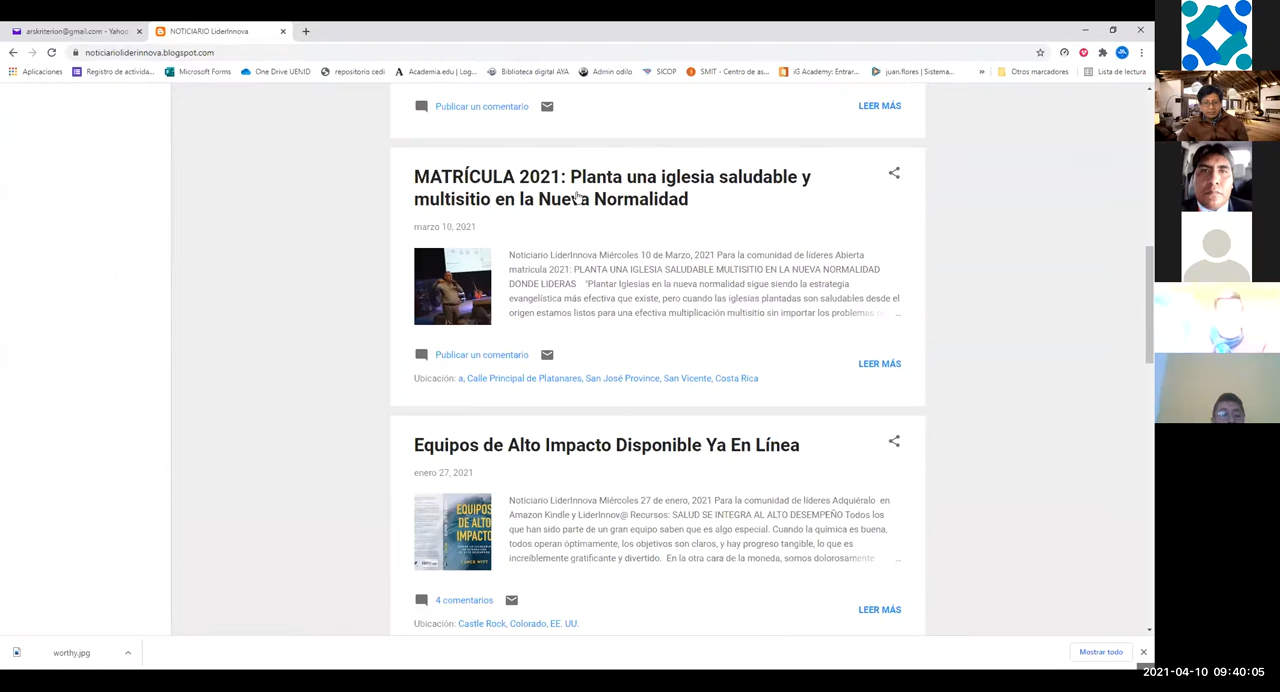 arskriterion@gmail.com - Yahoo
NOTICIARIO LiderInnova
noticiarioliderinnova.blogspot.com
Aplicaciones
Registro de activida...
Microsoft Forms
One Drive UENID
repositorio cedi
Academia.edu | Log...
Biblioteca digital AYA
Admin odilo
SICOP
SMIT - Centro de as...
iG Academy: Entrar...
juan.flores | Sistema...
»
Otros marcadores
Lista de lectura
Publicar un comentario
LEER MÁS
MATRÍCULA 2021: Planta una iglesia saludable y
multisitio en la Nueva Normalidad
marzo 10, 2021
Noticiario LiderInnova Miércoles 10 de Marzo, 2021 Para la comunidad de líderes Abierta
matrícula 2021: PLANTA UNA IGLESIA SALUDABLE MULTISITIO EN LA NUEVA NORMALIDAD
DONDE LIDERAS "Plantar Iglesias en la nueva normalidad sigue siendo la estrategia
evangelística más efectiva que existe, pero cuando las iglesias plantadas son saludables desde el
origen estamos listos para una efectiva multiplicación multisitio sin importar los problemas ...
Publicar un comentario
LEER MÁS
Ubicación: a, Calle Principal de Platanares, San José Province, San Vicente, Costa Rica
Equipos de Alto Impacto Disponible Ya En Línea
enero 27, 2021
EQUIPOS
DE ALTO
IMPACTO
LANCE WITT
Noticiario LiderInnova Miércoles 27 de enero, 2021 Para la comunidad de líderes Adquiéralo en
Amazon Kindle y LiderInnov@ Recursos: SALUD SE INTEGRA AL ALTO DESEMPEÑO Todos los
que han sido parte de un gran equipo saben que es algo especial. Cuando la química es buena,
todos operan óptimamente, los objetivos son claros, y hay progreso tangible, lo que es
increíblemente gratificante y divertido. En la otra cara de la moneda, somos dolorosamente ...
4 comentarios
LEER MÁS
Ubicación: Castle Rock, Colorado, EE. UU.
worthy.jpg
Mostrar todo
2021-04-10 09:40:05